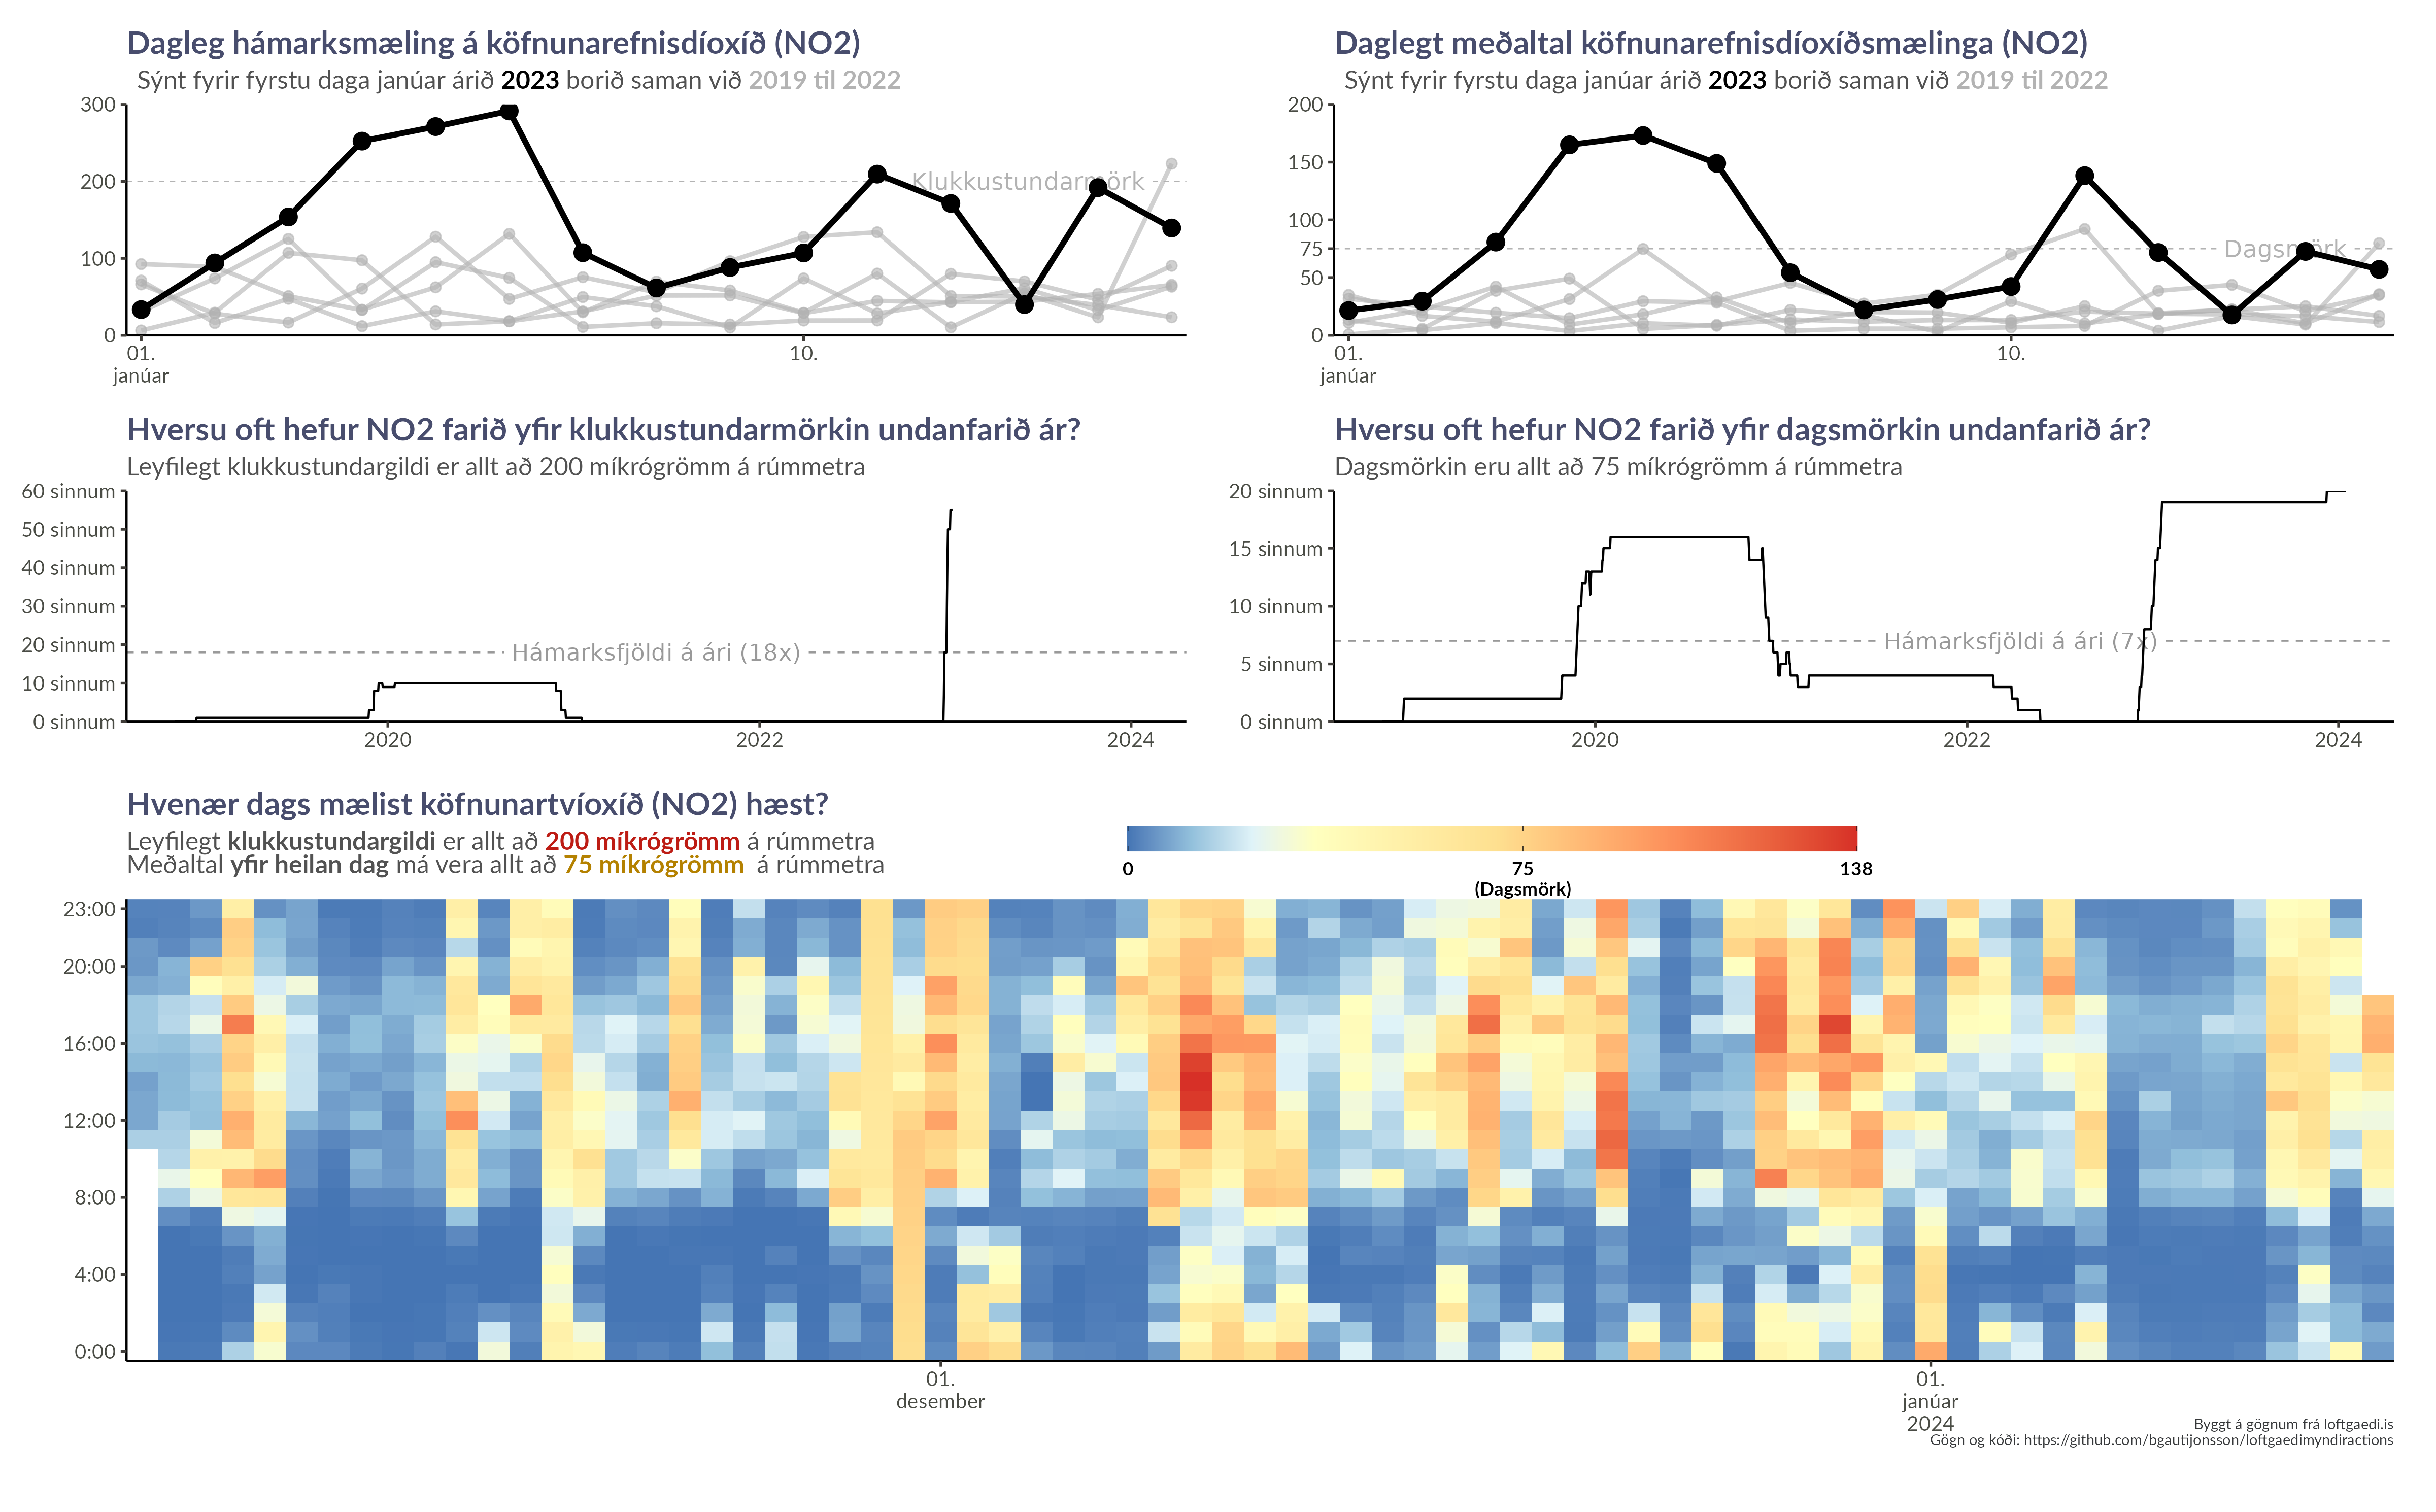 Dagleg hámarksmæling á köfnunarefnisdíoxíð (NO2)
Sýnt fyrir fyrstu daga janúar árið 2023 borið saman við 2019 til 2022
300
200
100
0
Klukkustundarmörk
01.
janúar
10.
Daglegt meðaltal köfnunarefnisdíoxíðsmælinga (NO2)
Sýnt fyrir fyrstu daga janúar árið 2023 borið saman við 2019 til 2022
200
150
100
75
50
0
Dagsmörk
01.
janúar
10.
Hversu oft hefur NO2 farið yfir klukkustundarmörkin undanfarið ár?
Leyfilegt klukkustundargildi er allt að 200 míkrógrömm á rúmmetra
60 sinnum
50 sinnum
40 sinnum
30 sinnum
20 sinnum
10 sinnum
0 sinnum
Hámarksfjöldi á ári (18x)
2020
2022
2024
Hversu oft hefur NO2 farið yfir dagsmörkin undanfarið ár?
Dagsmörkin eru allt að 75 míkrógrömm á rúmmetra
20 sinnum
15 sinnum
10 sinnum
5 sinnum
0 sinnum
Hámarksfjöldi á ári (7x)
2020
2022
2024
Hvenær dags mælist köfnunartvíoxíð (NO2) hæst?
Leyfilegt klukkustundargildi er allt að 200 míkrógrömm á rúmmetra
Meðaltal yfir heilan dag má vera allt að 75 míkrógrömm á rúmmetra
0
75
(Dagsmörk)
138
23:00
20:00
16:00
12:00
8:00
4:00
0:00
01.
desember
01.
janúar
2024
Byggt á gögnum frá loftgaedi.is
Gögn og kóði: https://github.com/bgautijonsson/loftgaedimyndiractions